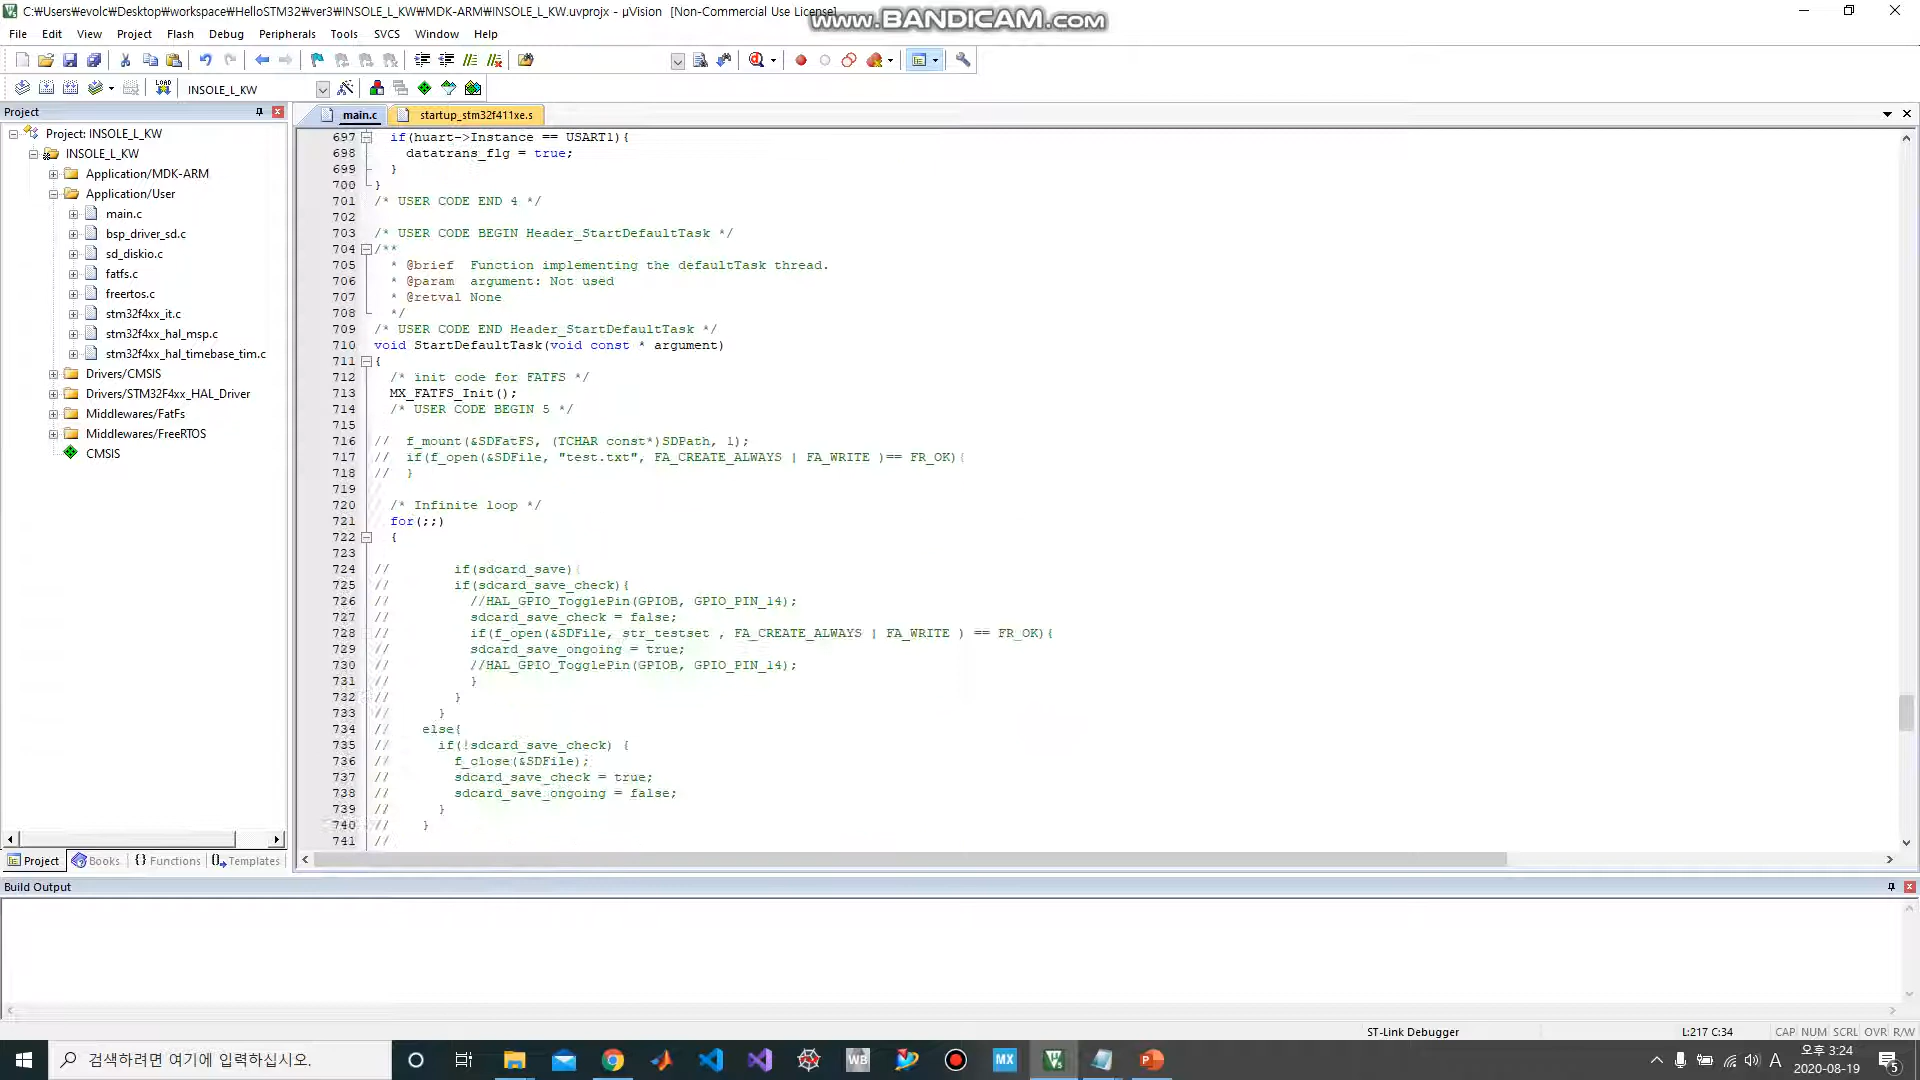 C:₩Users₩evolc₩Desktop₩workspace₩HelloSTM32₩ver3₩INSOLE_L_KW₩MDK-ARM₩INSOLE_L_KW.uvprojx - µVision [Non-Commercial Use License]
www.BANDICAM.com
File Edit View Project Flash Debug Peripherals Tools SVCS Window Help
LOAD INSOLE_L_KW
Project
main.c startup_stm32f411xe.s
Project: INSOLE_L_KW
INSOLE_L_KW
Application/MDK-ARM
Application/User
main.c
bsp_driver_sd.c
sd_diskio.c
fatfs.c
freertos.c
stm32f4xx_it.c
stm32f4xx_hal_msp.c
stm32f4xx_hal_timebase_tim.c
Drivers/CMSIS
Drivers/STM32F4xx_HAL_Driver
Middlewares/FatFs
Middlewares/FreeRTOS
CMSIS
Project Books {} Functions Templates
697 if(huart->Instance == USART1){
698 datatrans_flg = true;
699 }
700 }
701 /* USER CODE END 4 */
702
703 /* USER CODE BEGIN Header_StartDefaultTask */
704 /**
705 * @brief  Function implementing the defaultTask thread.
706 * @param  argument: Not used
707 * @retval None
708 */
709 /* USER CODE END Header_StartDefaultTask */
710 void StartDefaultTask(void const * argument)
711 {
712 /* init code for FATFS */
713 MX_FATFS_Init();
714 /* USER CODE BEGIN 5 */
715
716 // f_mount(&SDFatFS, (TCHAR const*)SDPath, 1);
717 // if(f_open(&SDFile, "test.txt", FA_CREATE_ALWAYS | FA_WRITE )== FR_OK){
718 // }
719 //
720 /* Infinite loop */
721 for(;;)
722 {
723
724 // if(sdcard_save){
725 // if(sdcard_save_check){
726 // //HAL_GPIO_TogglePin(GPIOB, GPIO_PIN_14);
727 // sdcard_save_check = false;
728 // if(f_open(&SDFile, str_testset , FA_CREATE_ALWAYS | FA_WRITE ) == FR_OK){
729 // sdcard_save_ongoing = true;
730 // //HAL_GPIO_TogglePin(GPIOB, GPIO_PIN_14);
731 // }
732 // }
733 // }
734 // else{
735 // if(!sdcard_save_check) {
736 // f_close(&SDFile);
737 // sdcard_save_check = true;
738 // sdcard_save_ongoing = false;
739 // }
740 // }
741 //
Build Output
ST-Link Debugger L:217 C:34 CAP NUM SCRL OVR R/W
검색하려면 여기에 입력하십시오.
WB MX A
오후 3:24
2020-08-19
5